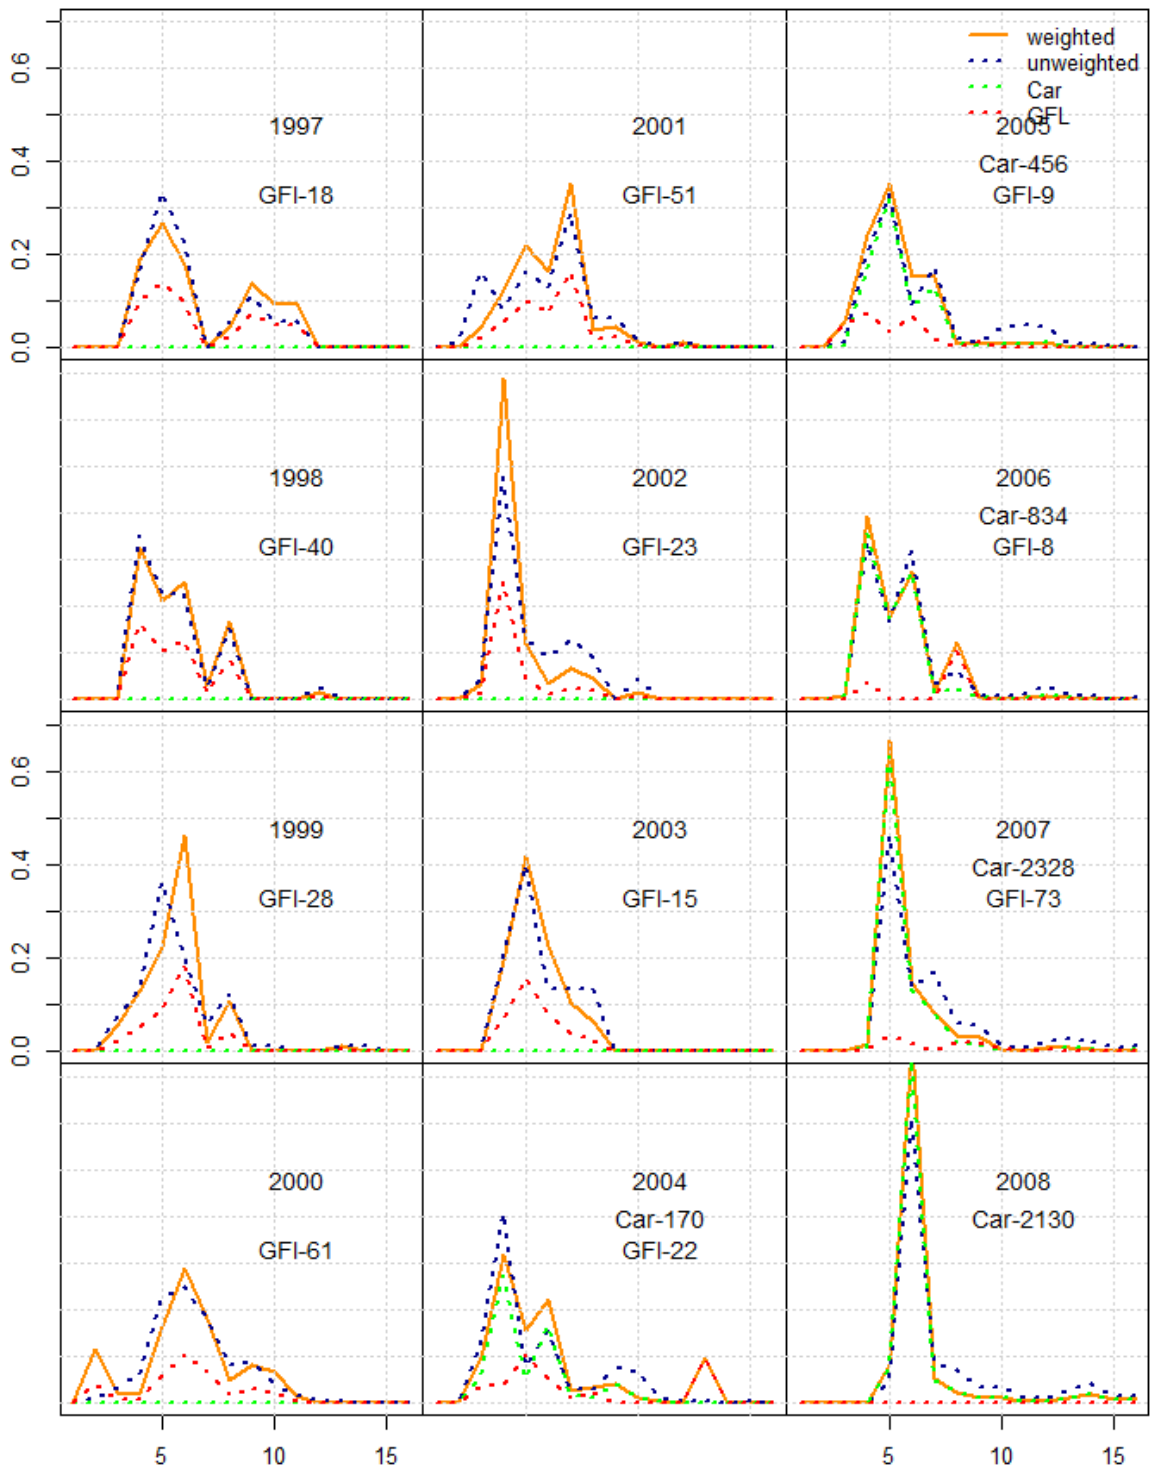 weighted
unweighted
Car
GFL
0.6
0.4
0.2
0.0
1997
GFI-18
2001
GFI-51
2005
Car-456
GFI-9
1998
GFI-40
2002
GFI-23
2006
Car-834
GFI-8
0.6
0.4
0.2
0.0
1999
GFI-28
2003
GFI-15
2007
Car-2328
GFI-73
2000
GFI-61
2004
Car-170
GFI-22
2008
Car-2130
5 10 15
5 10 15